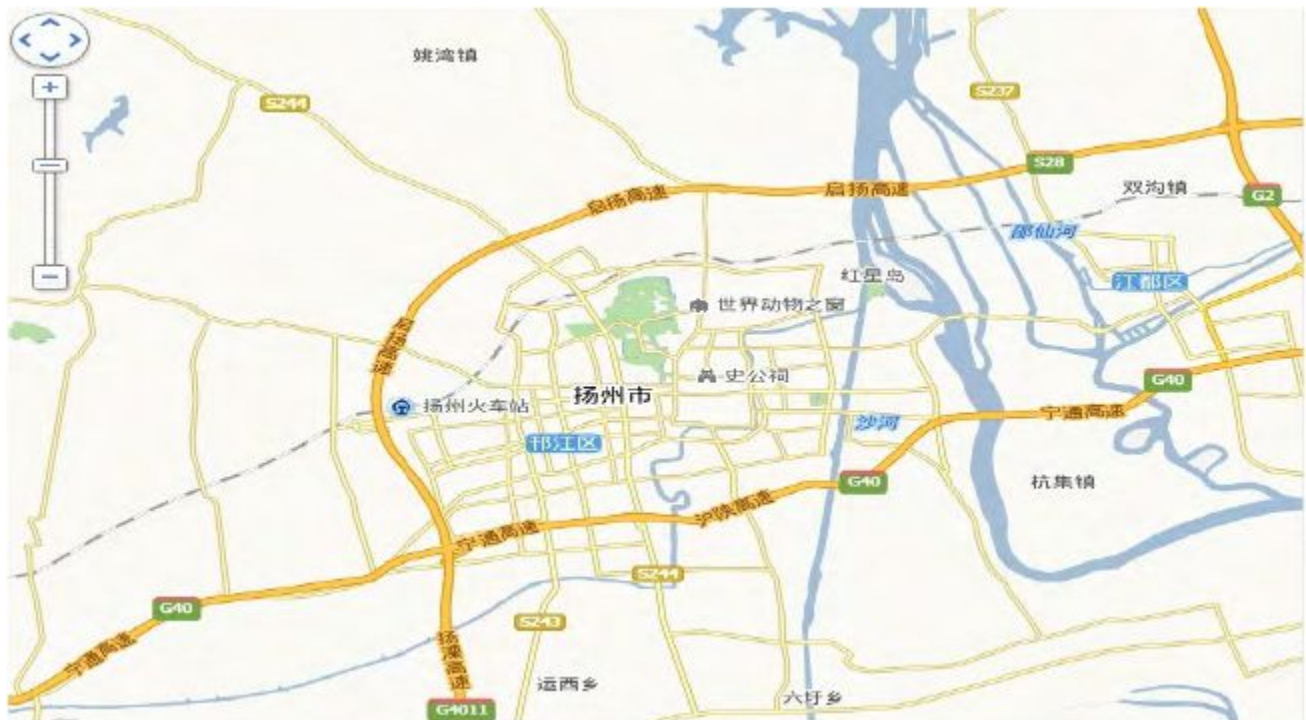 姚湾镇
S244
S237
S28
启扬高速
启扬高速
双沟镇
G2
邵仙河
红星岛
江都区
世界动物之窗
启扬高速
史公祠
G40
扬州市
扬州火车站
宁通高速
沙河
邗江区
G40
杭集镇
沪陕高速
宁通高速
S244
G40
S243
宁通高速
扬溧高速
运西乡
六圩乡
G4011